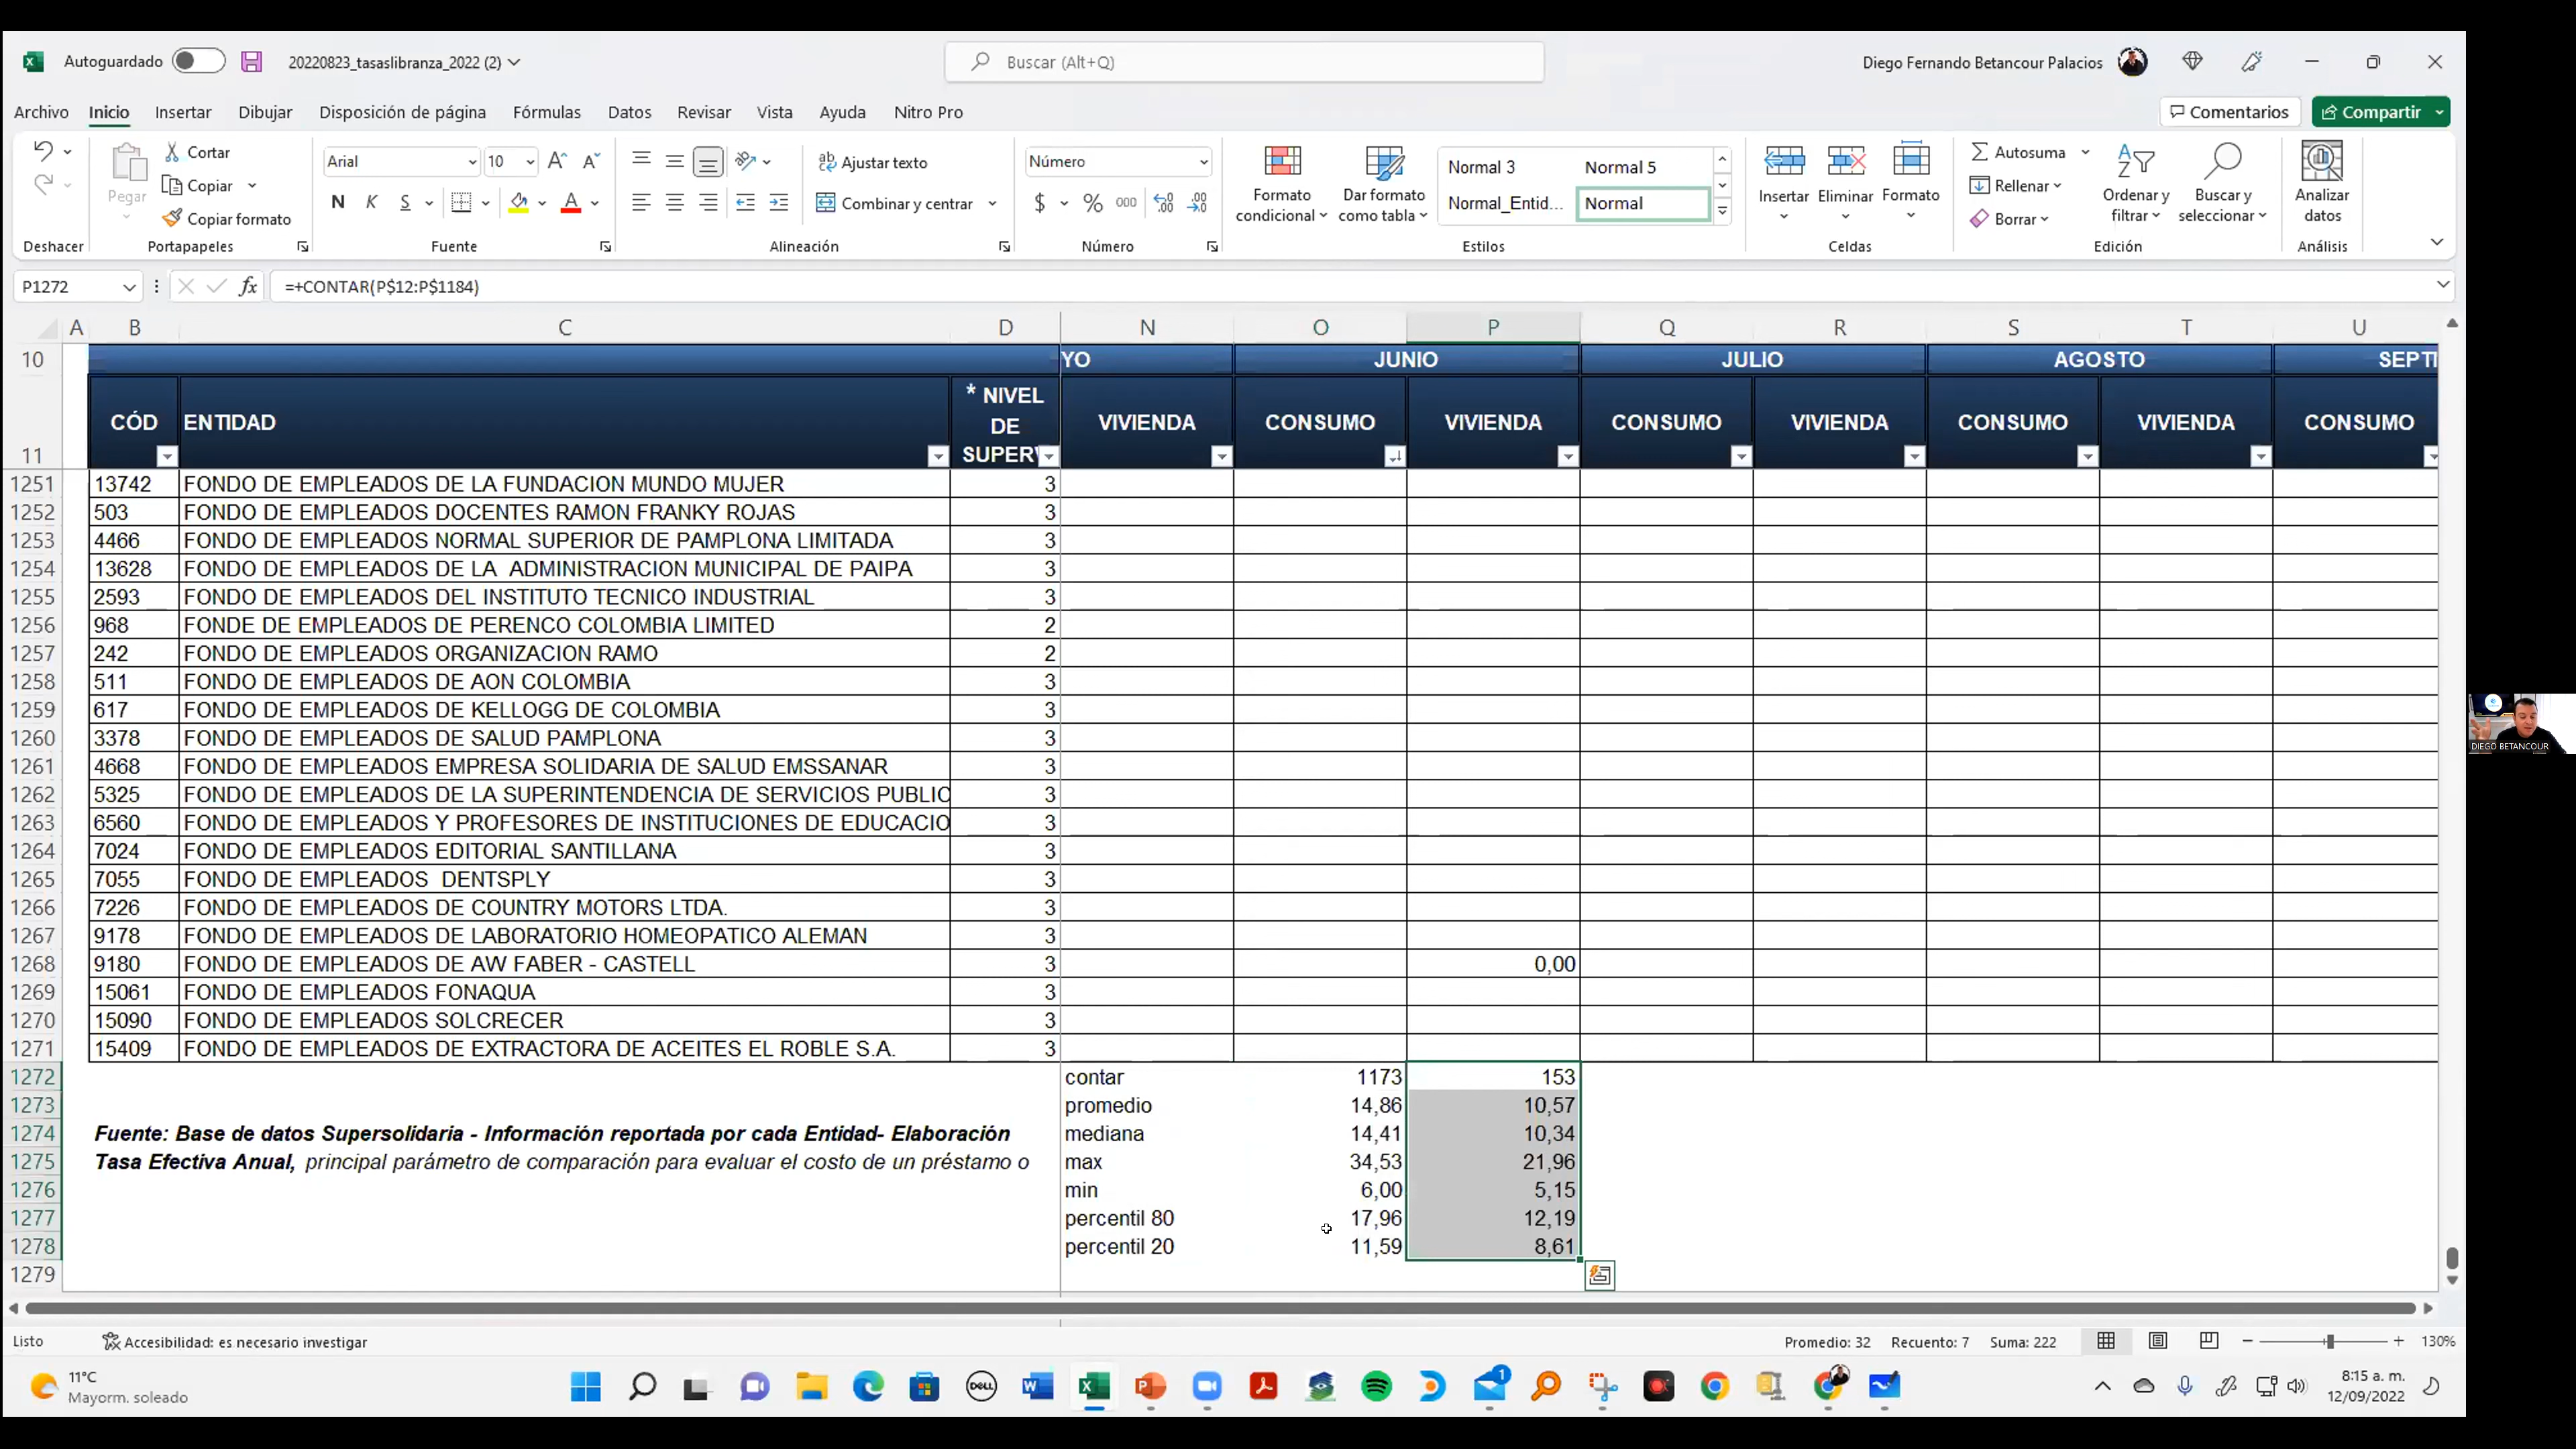 Autoguardado 20220823_tasaslibranza_2022 (2) Buscar (Alt+Q) Diego Fernando Betancour Palacios
Archivo Inicio Insertar Dibujar Disposición de página Fórmulas Datos Revisar Vista Ayuda Nitro Pro Comentarios Compartir
Pegar Cortar Copiar Copiar formato
Arial 10
N K S
Ajustar texto
Combinar y centrar
Número
$ % 000
Formato condicional Dar formato como tabla
Normal 3 Normal 5
Normal_Entid... Normal
Insertar Eliminar Formato
Autosuma
Rellenar
Borrar
Ordenar y filtrar Buscar y seleccionar Analizar datos
Deshacer Portapapeles Fuente Alineación Número Estilos Celdas Edición Análisis
P1272 fx =+CONTAR(P$12:P$1184)
A B C D N O P Q R S T U
10 YO JUNIO JULIO AGOSTO SEPTI
11 CÓD ENTIDAD * NIVEL DE SUPERV VIVIENDA CONSUMO VIVIENDA CONSUMO VIVIENDA CONSUMO VIVIENDA CONSUMO
1251 13742 FONDO DE EMPLEADOS DE LA FUNDACION MUNDO MUJER 3
1252 503 FONDO DE EMPLEADOS DOCENTES RAMON FRANKY ROJAS 3
1253 4466 FONDO DE EMPLEADOS NORMAL SUPERIOR DE PAMPLONA LIMITADA 3
1254 13628 FONDO DE EMPLEADOS DE LA  ADMINISTRACION MUNICIPAL DE PAIPA 3
1255 2593 FONDO DE EMPLEADOS DEL INSTITUTO TECNICO INDUSTRIAL 3
1256 968 FONDE DE EMPLEADOS DE PERENCO COLOMBIA LIMITED 2
1257 242 FONDO DE EMPLEADOS ORGANIZACION RAMO 2
1258 511 FONDO DE EMPLEADOS DE AON COLOMBIA 3
1259 617 FONDO DE EMPLEADOS DE KELLOGG DE COLOMBIA 3
1260 3378 FONDO DE EMPLEADOS DE SALUD PAMPLONA 3
1261 4668 FONDO DE EMPLEADOS EMPRESA SOLIDARIA DE SALUD EMSSANAR 3
1262 5325 FONDO DE EMPLEADOS DE LA SUPERINTENDENCIA DE SERVICIOS PUBLIC 3
1263 6560 FONDO DE EMPLEADOS Y PROFESORES DE INSTITUCIONES DE EDUCACIO 3
1264 7024 FONDO DE EMPLEADOS EDITORIAL SANTILLANA 3
1265 7055 FONDO DE EMPLEADOS  DENTSPLY 3
1266 7226 FONDO DE EMPLEADOS DE COUNTRY MOTORS LTDA. 3
1267 9178 FONDO DE EMPLEADOS DE LABORATORIO HOMEOPATICO ALEMAN 3
1268 9180 FONDO DE EMPLEADOS DE AW FABER - CASTELL 3 0,00
1269 15061 FONDO DE EMPLEADOS FONAQUA 3
1270 15090 FONDO DE EMPLEADOS SOLCRECER 3
1271 15409 FONDO DE EMPLEADOS DE EXTRACTORA DE ACEITES EL ROBLE S.A. 3
1272 contar 1173 153
1273 promedio 14,86 10,57
1274 Fuente: Base de datos Supersolidaria - Información reportada por cada Entidad- Elaboración mediana 14,41 10,34
1275 Tasa Efectiva Anual, principal parámetro de comparación para evaluar el costo de un préstamo o max 34,53 21,96
1276 min 6,00 5,15
1277 percentil 80 17,96 12,19
1278 percentil 20 11,59 8,61
1279
Listo Accesibilidad: es necesario investigar Promedio: 32 Recuento: 7 Suma: 222 130%
11°C
Mayorm. soleado
DELL
1
8:15 a. m.
12/09/2022
DIEGO BETANCOUR